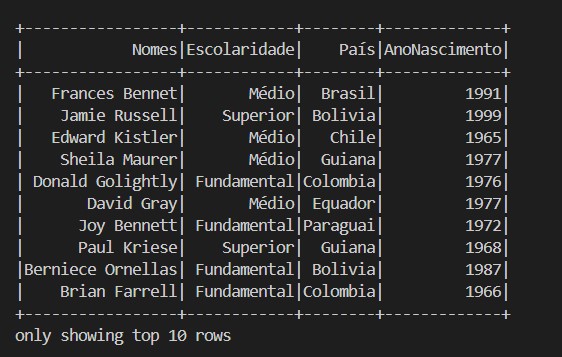 +----------------+------------+--------+-------------+
|           Nomes|Escolaridade|    País|AnoNascimento|
+----------------+------------+--------+-------------+
|  Frances Bennet|       Médio|  Brasil|         1991|
|   Jamie Russell|    Superior| Bolivia|         1999|
|  Edward Kistler|       Médio|   Chile|         1965|
|   Sheila Maurer|       Médio|  Guiana|         1977|
|Donald Golightly| Fundamental|Colombia|         1976|
|      David Gray|       Médio| Equador|         1977|
|     Joy Bennett| Fundamental|Paraguai|         1972|
|     Paul Kriese|    Superior|  Guiana|         1968|
|Berniece Ornellas| Fundamental| Bolivia|         1987|
|   Brian Farrell| Fundamental|Colombia|         1966|
+----------------+------------+--------+-------------+
only showing top 10 rows